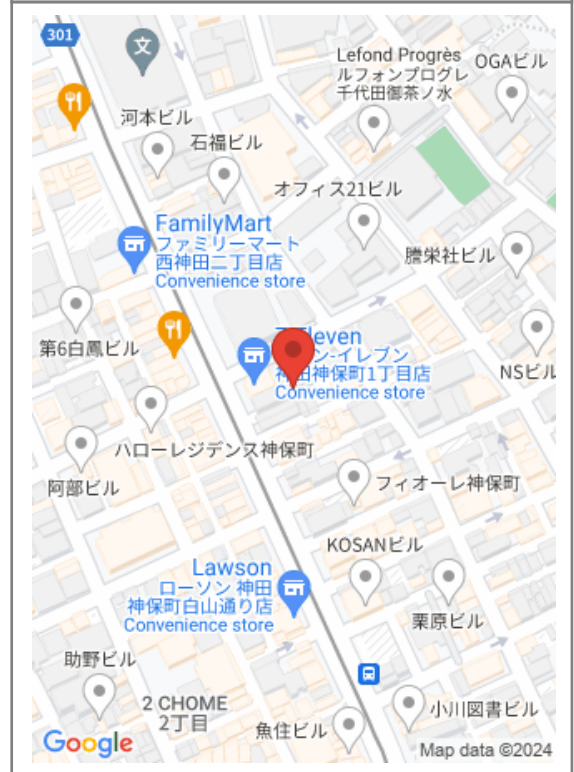 301
文
Lefond Progrès
ルフォンプログレ
千代田御茶ノ水
OGAビル
河本ビル
石福ビル
オフィス21ビル
FamilyMart
ファミリーマート
西神田二丁目店
Convenience store
謄栄社ビル
第6白鳳ビル
leven
ン-イレブン
神田神保町1丁目店
Convenience store
NSビル
ハローレジデンス神保町
阿部ビル
フィオーレ神保町
KOSANビル
Lawson
ローソン 神田
神保町白山通り店
Convenience store
栗原ビル
助野ビル
2 CHOME
2丁目
小川図書ビル
魚住ビル
Google
Map data ©2024